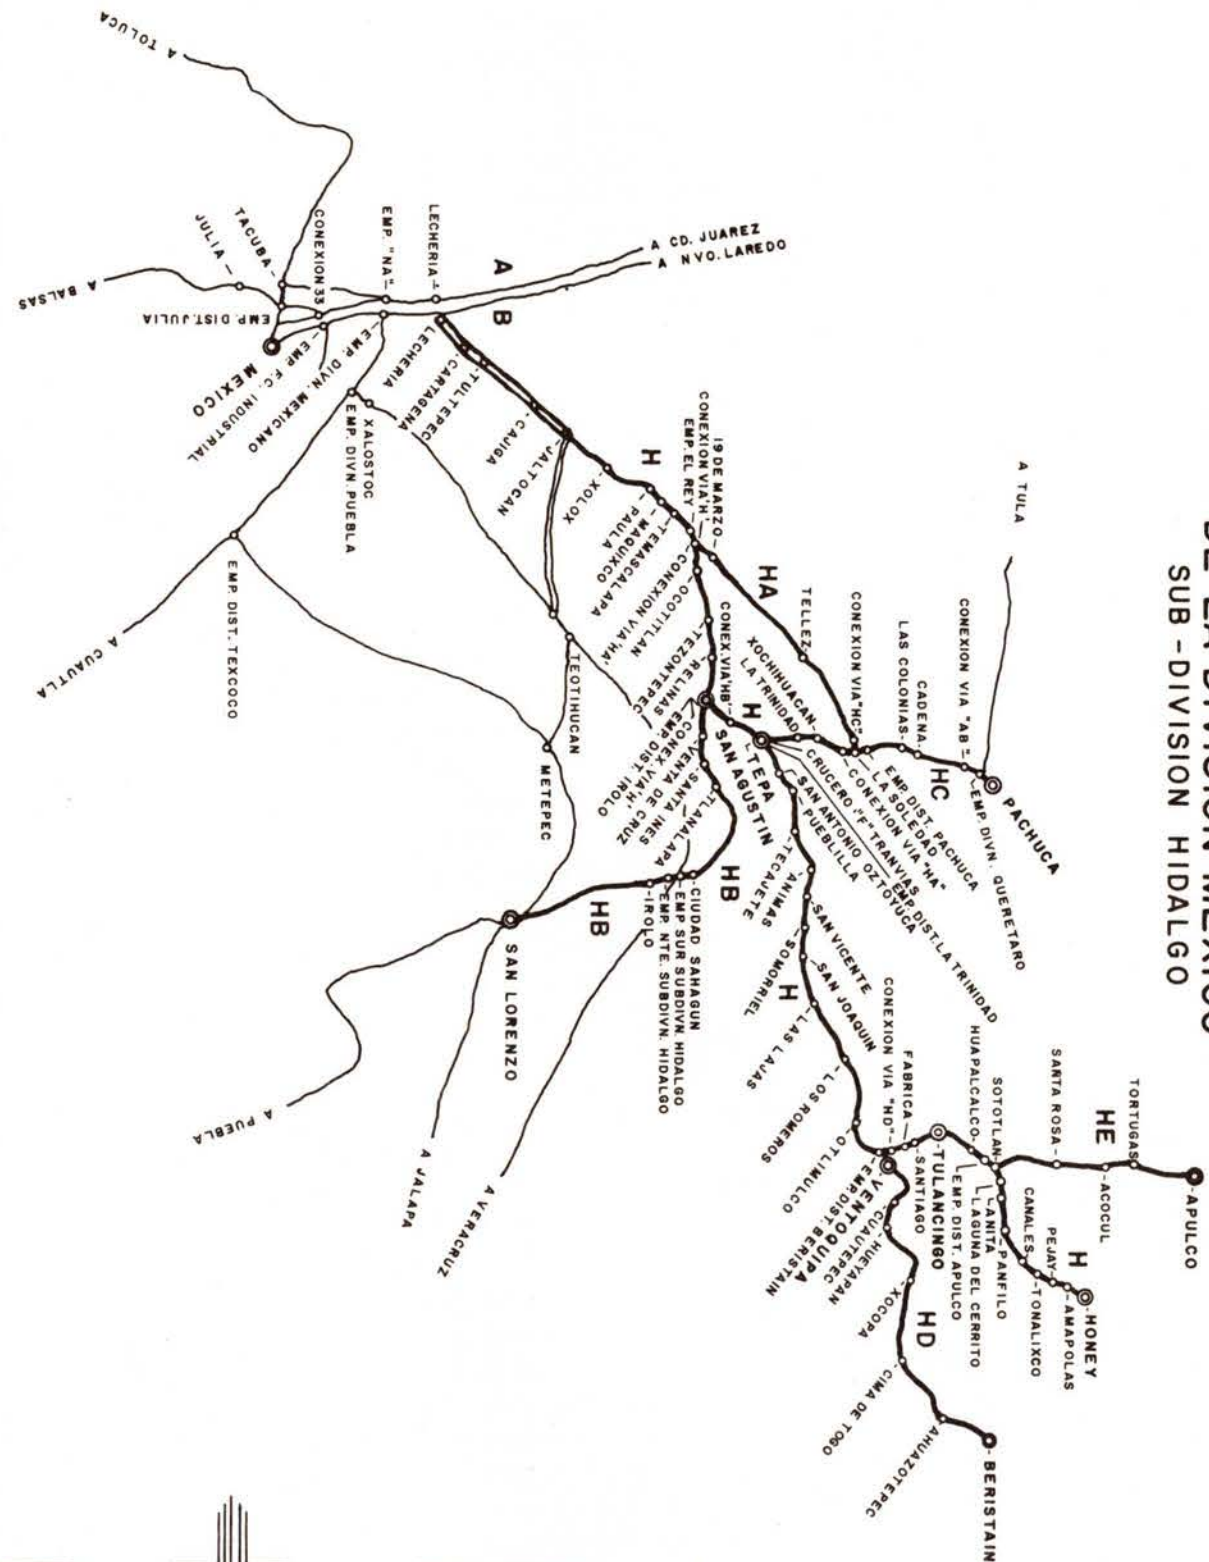 DE LA DIVISION MEXICO
SUB-DIVISION HIDALGO
A TOLUCA
A CD. JUAREZ
A NVO. LAREDO
A
B
LECHERIA
EMP. "NA"
CONEXION 33
TACUBA
JULIA
A BALSAS
EMP. DIST. JULIA
MEXICO
EMP. F.C. INDUSTRIAL
EMP. DIVN. MEXICANO
LECHERIA
CARTAGENA
TULTEPEC
CAJIGA
JALTOCAN
XOLOX
H
PAULA
MAQUIXCO
TEMASCALAPA
CONEXION VIA "HA"
XALOSTOC
EMP. DIVN. PUEBLA
EMP. DIST. TEXCOCO
A CUAUTLA
TEOTIHUCAN
METEPEC
19 DE MARZO
CONEXION VIA "H"
EMP. EL REY
OCOTITLAN
TEZONTEPEC
RELINAS
EMP. DIST. IROLO
CONEX. VIA "H"
HA
TELLEZ
CONEXION VIA "HC"
XOCHIHUACAN
LA TRINIDAD
CONEX. VIA "HB"
SAN AGUSTIN
H
TEPA
VENTA DE CRUZ
SANTA INES
TLANALAPA
HB
CIUDAD SAHAGUN
EMP SUR SUBDIVN. HIDALGO
EMP. NTE. SUBDIVN. HIDALGO
IROLO
HB
SAN LORENZO
A PUEBLA
A JALAPA
A VERACRUZ
A TULA
CONEXION VIA "AB"
CADENA
LAS COLONIAS
HC
PACHUCA
EMP. DIVN. QUERETARO
EMP. DIST. PACHUCA
LA SOLEDAD
CONEXION VIA "HA"
CRUCERO "F" TRANVIAS
EMP. DIST. LA TRINIDAD
SAN ANTONIO OZTOYUCA
PUEBLILLA
TECAJETE
ANIMAS
SAN VICENTE
SOMORRIEL
SAN JOAQUIN
H
LAS LAJAS
LOS ROMEROS
OTLIMULCO
CONEXION VIA "HD"
FABRICA
SANTIAGO
EMP. DIST. BERISTAIN
VENTOQUIPA
CUAUTEPEC
HUEYAPAN
XOCOPA
HD
CIMA DE TOGO
AHUAZOTEPEC
BERISTAIN
TULANCINGO
HUAPALCALCO
EMP. DIST. APULCO
SOTOTLAN
LAGUNA DEL CERRITO
LANITA
PANFILO
CANALES
TONALIXCO
PEJAY
AMAPOLAS
H
HONEY
SANTA ROSA
HE
ACOCUL
TORTUGAS
APULCO